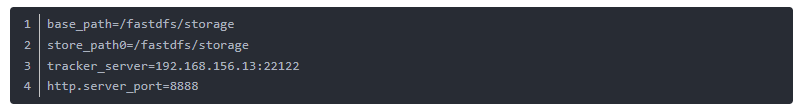 1 base_path=/fastdfs/storage
2 store_path0=/fastdfs/storage
3 tracker_server=192.168.156.13:22122
4 http.server_port=8888